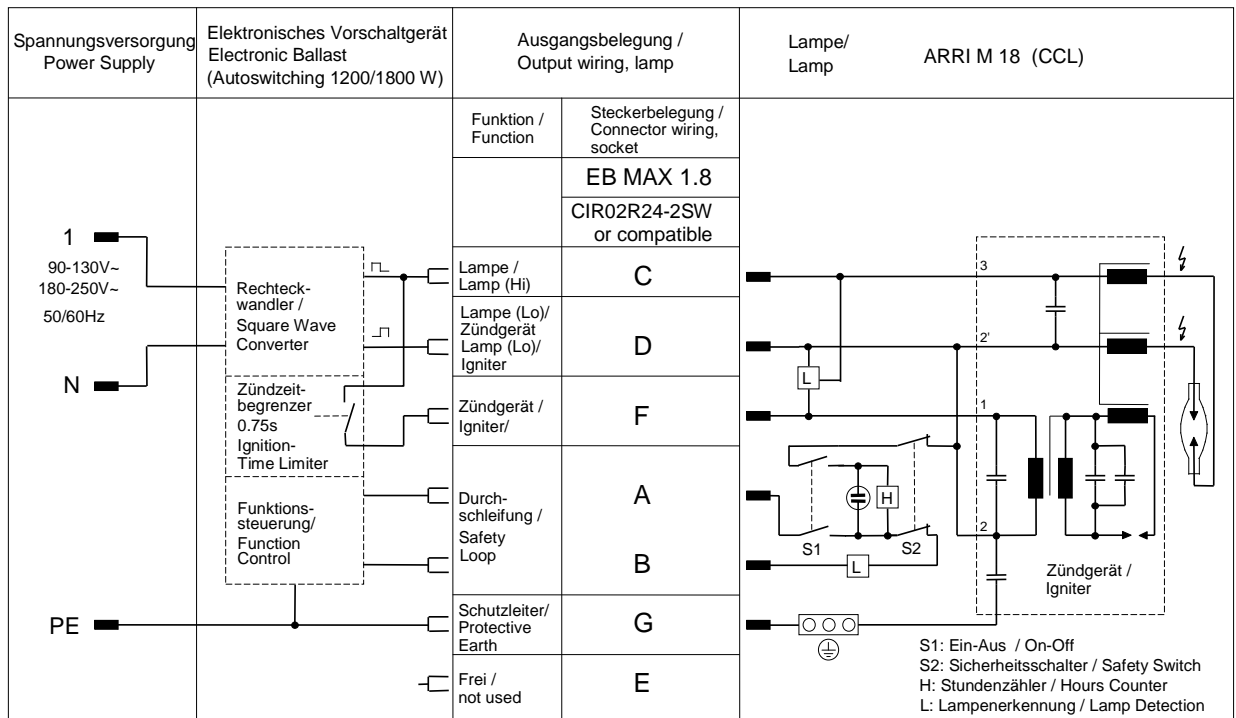 Spannungsversorgung
Power Supply
Elektronisches Vorschaltgerät
Electronic Ballast
(Autoswitching 1200/1800 W)
Ausgangsbelegung /
Output wiring, lamp
Lampe/
Lamp
ARRI M 18 (CCL)
Funktion /
Function
Steckerbelegung /
Connector wiring,
socket
EB MAX 1.8
CIR02R24-2SW
or compatible
1
90-130V~
180-250V~
50/60Hz
N
PE
Rechteck-
wandler /
Square Wave
Converter
Zündzeit-
begrenzer
0.75s
Ignition-
Time Limiter
Funktions-
steuerung/
Function
Control
Lampe /
Lamp (Hi)
C
Lampe (Lo)/
Zündgerät
Lamp (Lo)/
Igniter
D
Zündgerät /
Igniter/
F
Durch-
schleifung /
Safety
Loop
A
B
Schutzleiter/
Protective
Earth
G
Frei /
not used
E
3
2'
L
1
H
S1
S2
2
L
Zündgerät /
Igniter
S1: Ein-Aus / On-Off
S2: Sicherheitsschalter / Safety Switch
H: Stundenzähler / Hours Counter
L: Lampenerkennung / Lamp Detection